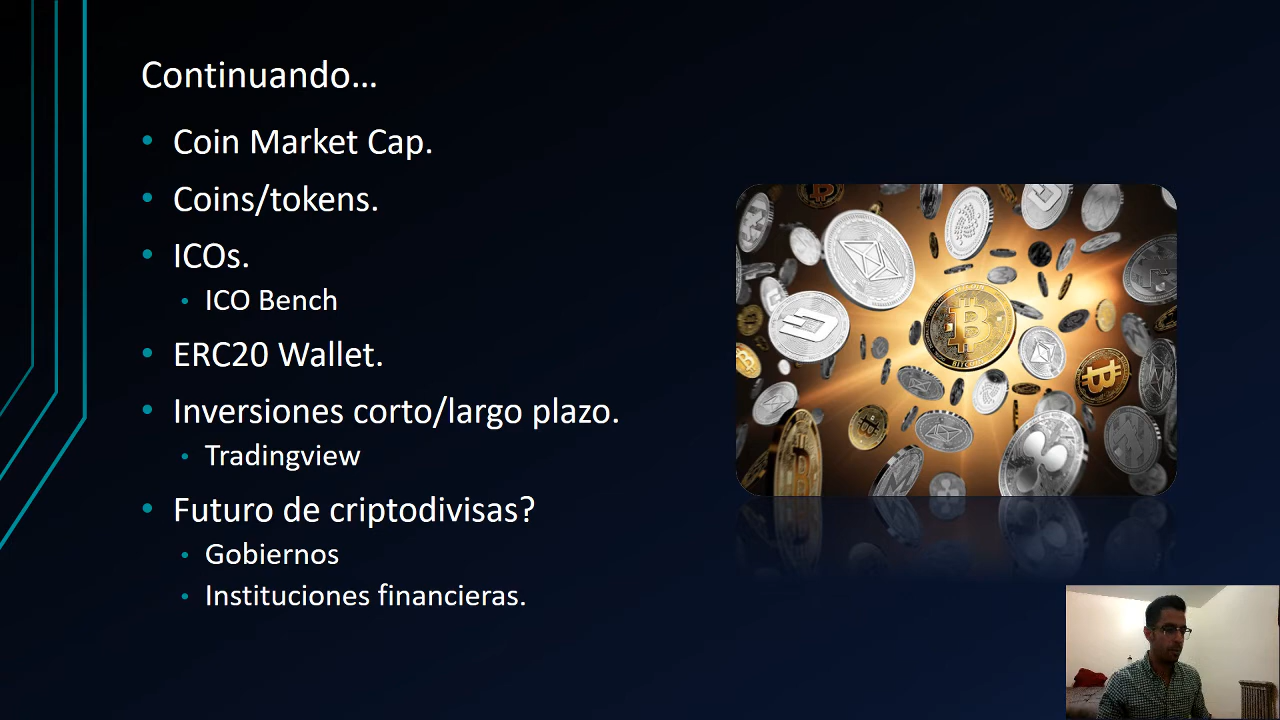 Continuando...
• Coin Market Cap.
• Coins/tokens.
• ICOs.
• ICO Bench
• ERC20 Wallet.
• Inversiones corto/largo plazo.
• Tradingview
• Futuro de criptodivisas?
• Gobiernos
• Instituciones financieras.
BITCOIN